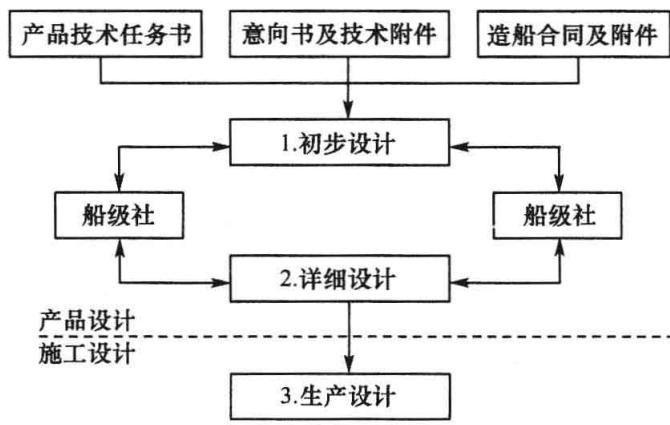 产品技术任务书
意向书及技术附件
造船合同及附件
1.初步设计
船级社
船级社
2.详细设计
产品设计
施工设计
3.生产设计